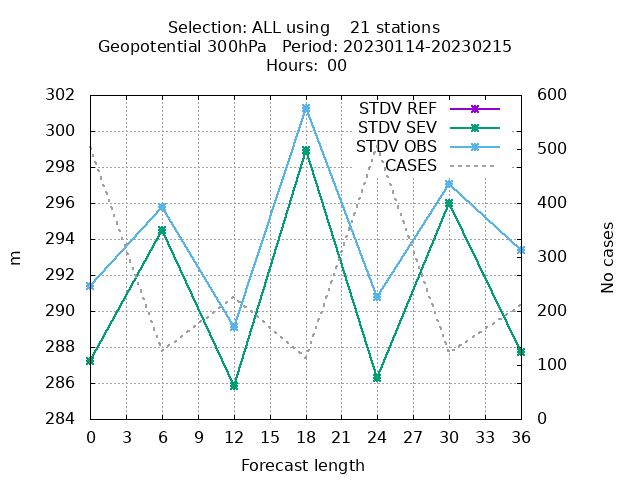 Selection: ALL using    21 stations
Geopotential 300hPa   Period: 20230114-20230215
Hours:  00
302
300
298
296
294
292
290
288
286
284
m
STDV REF
STDV SEV
STDV OBS
CASES
600
500
400
300
200
100
0
No cases
0 3 6 9 12 15 18 21 24 27 30 33 36
Forecast length